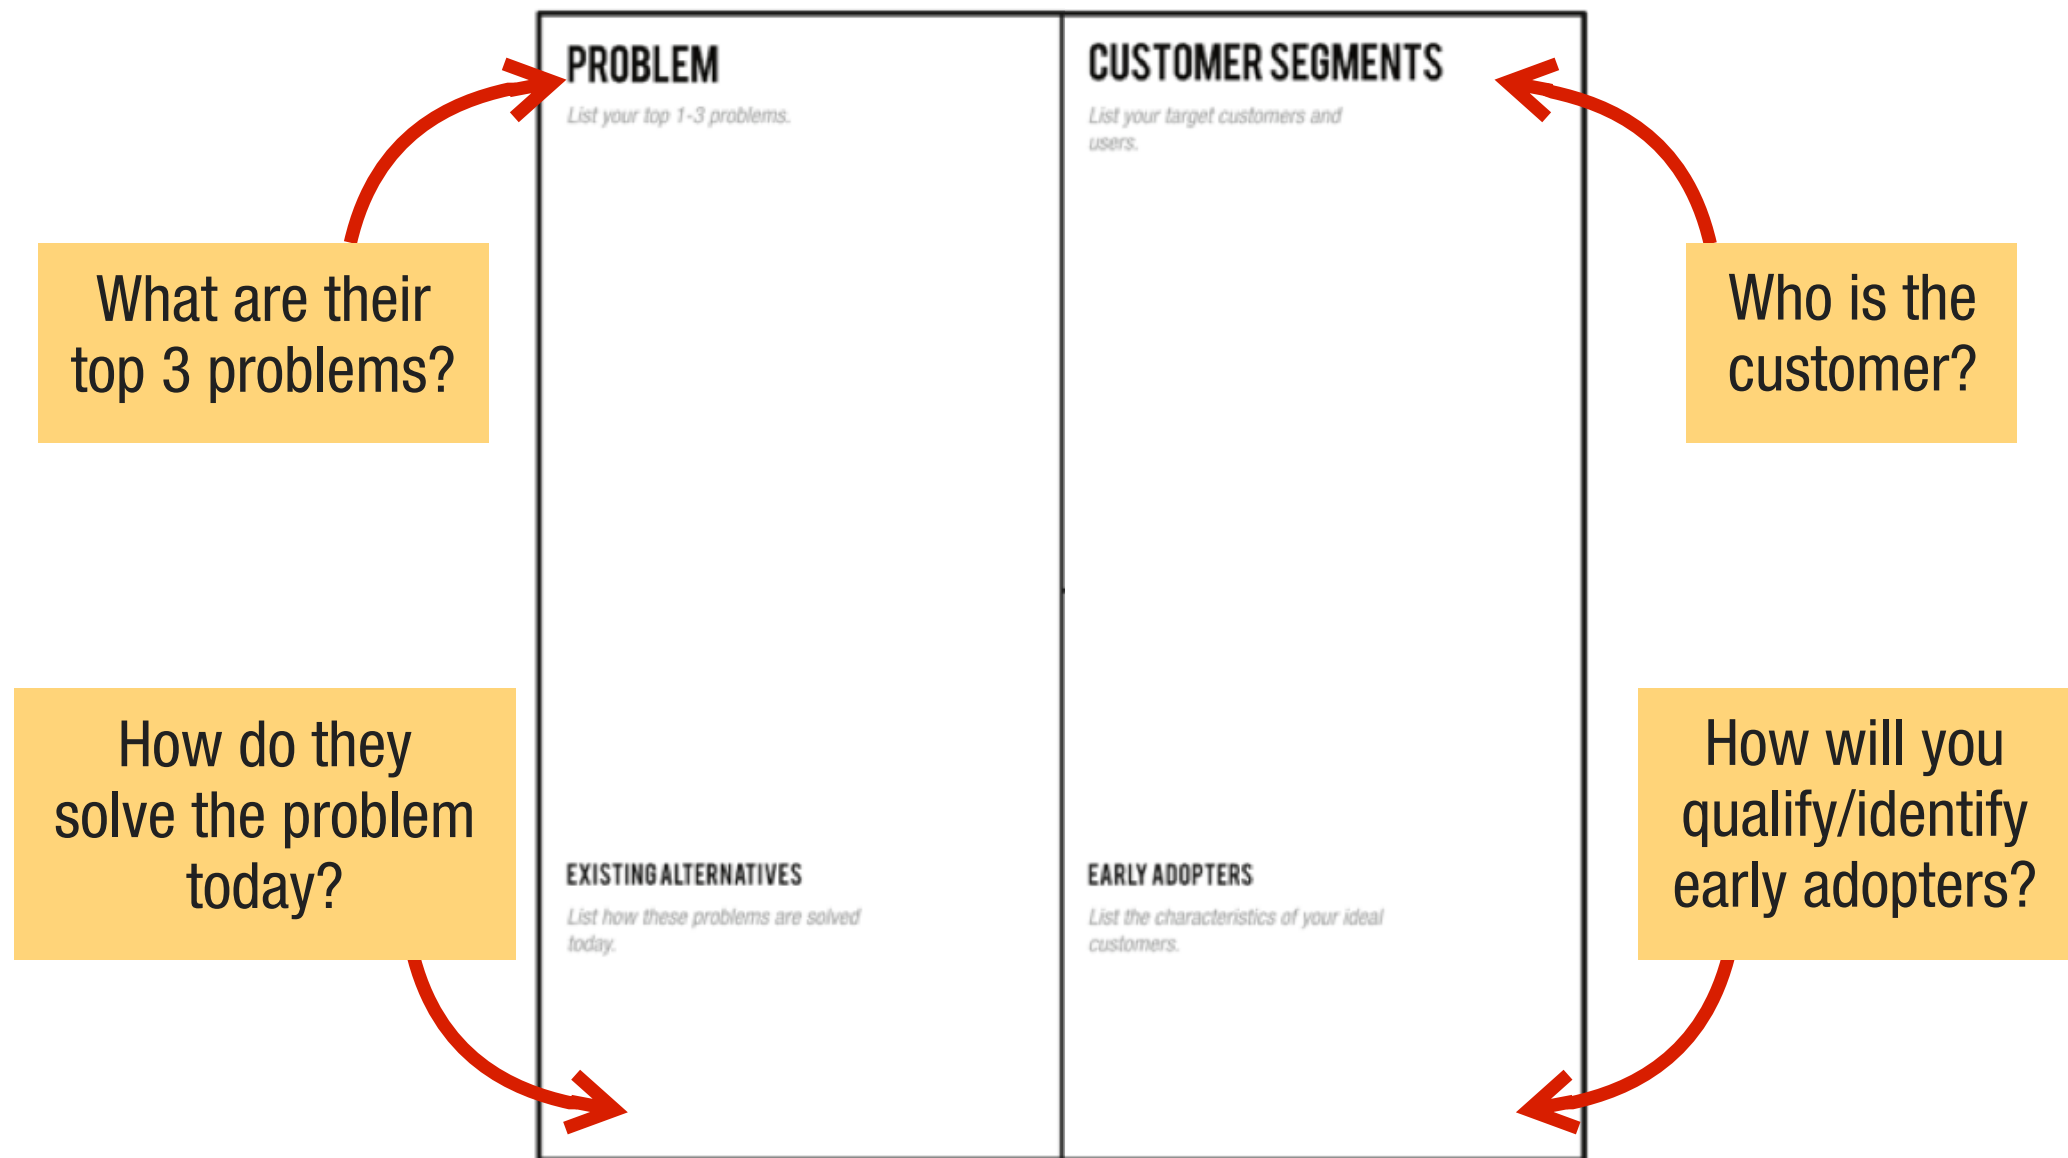 PROBLEM
List your top 1-3 problems.
CUSTOMER SEGMENTS
List your target customers and
users.
What are their
top 3 problems?
Who is the
customer?
How do they
solve the problem
today?
EXISTING ALTERNATIVES
List how these problems are solved
today.
EARLY ADOPTERS
List the characteristics of your ideal
customers.
How will you
qualify/identify
early adopters?